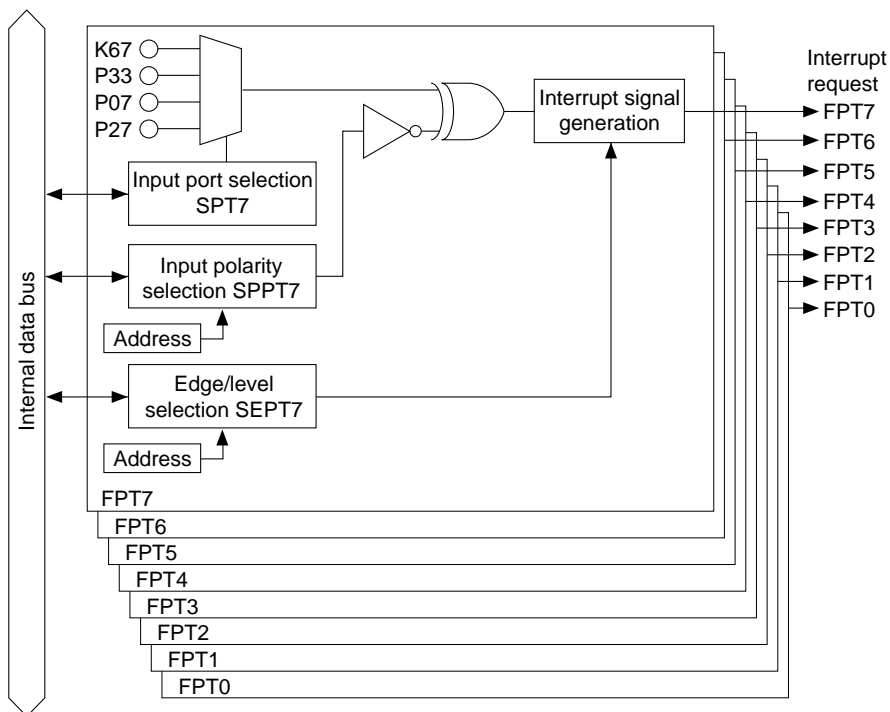 K67
P33
P07
P27
Input port selection
SPT7
Input polarity
selection SPPT7
Address
Edge/level
selection SEPT7
Address
Interrupt signal
generation
Internal data bus
FPT7
FPT6
FPT5
FPT4
FPT3
FPT2
FPT1
FPT0
Interrupt
request
FPT7
FPT6
FPT5
FPT4
FPT3
FPT2
FPT1
FPT0